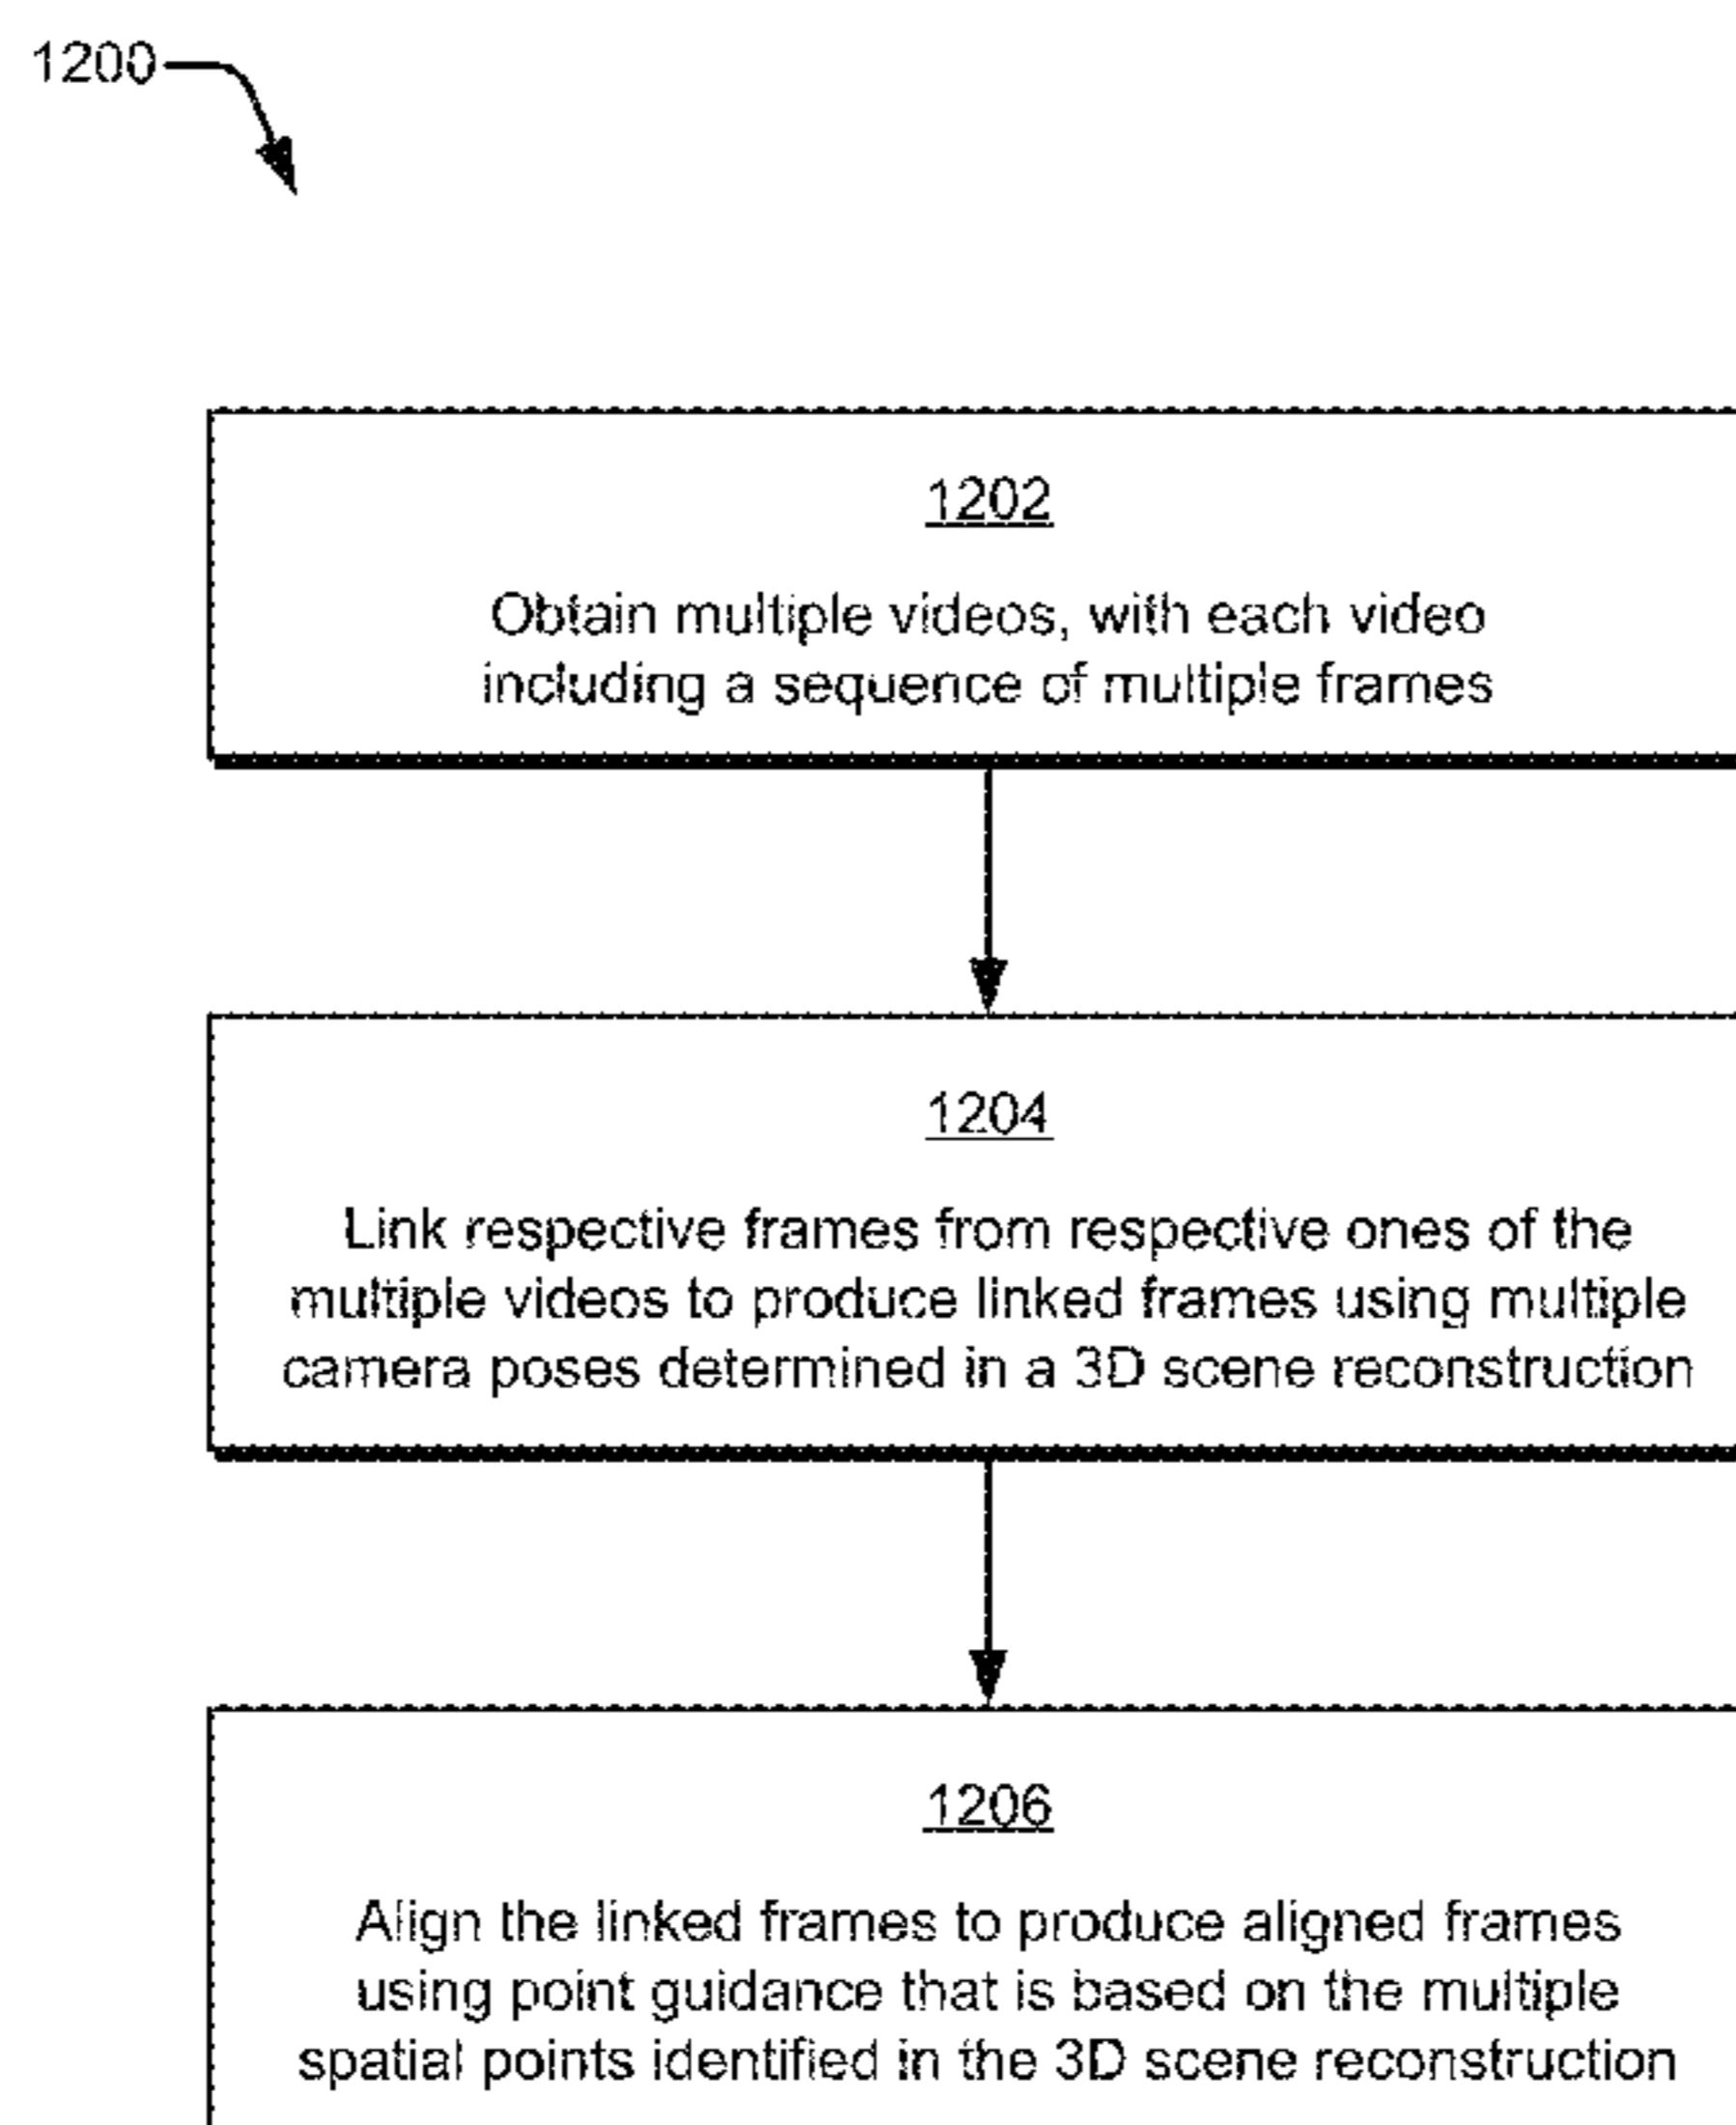 1200
1202
Obtain multiple videos, with each video
including a sequence of multiple frames
1204
Link respective frames from respective ones of the
multiple videos to produce linked frames using multiple
camera poses determined in a 3D scene reconstruction
1206
Align the linked frames to produce aligned frames
using point guidance that is based on the multiple
spatial points identified in the 3D scene reconstruction